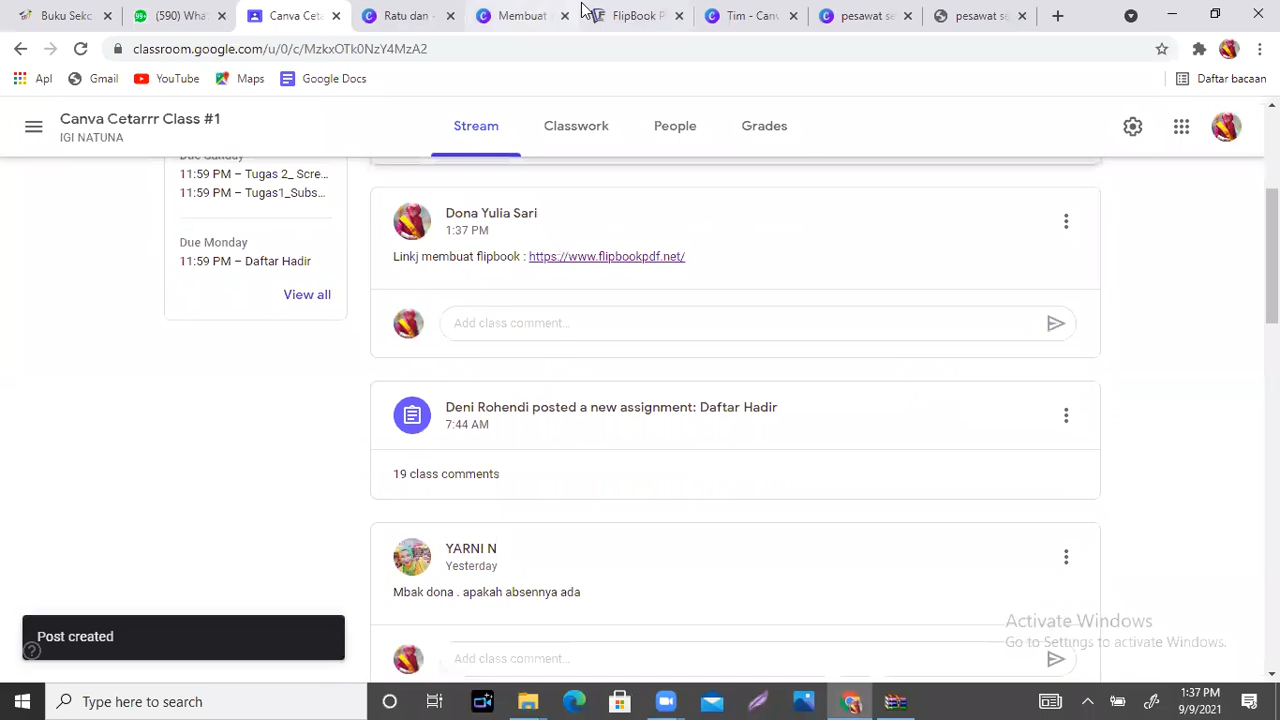 Buku Sek
(590) What
Canva Ceta
Ratu dan
Membuat
FlipBook P
Tim - Canv
pesawat se
pesawat se
classroom.google.com/u/0/c/MzkxOTk0NzY4MzA2
Apl
Gmail
YouTube
Maps
Google Docs
Daftar bacaan
Canva Cetarrr Class #1
IGI NATUNA
Stream
Classwork
People
Grades
Due Sunday
11:59 PM – Tugas 2_ Scre...
11:59 PM – Tugas1_Subs...
Due Monday
11:59 PM – Daftar Hadir
View all
Dona Yulia Sari
1:37 PM
Linkj membuat flipbook : https://www.flipbookpdf.net/
Add class comment...
Deni Rohendi posted a new assignment: Daftar Hadir
7:44 AM
19 class comments
YARNI N
Yesterday
Mbak dona . apakah absennya ada
Add class comment...
Post created
Activate Windows
Go to Settings to activate Windows.
Type here to search
1:37 PM
9/9/2021